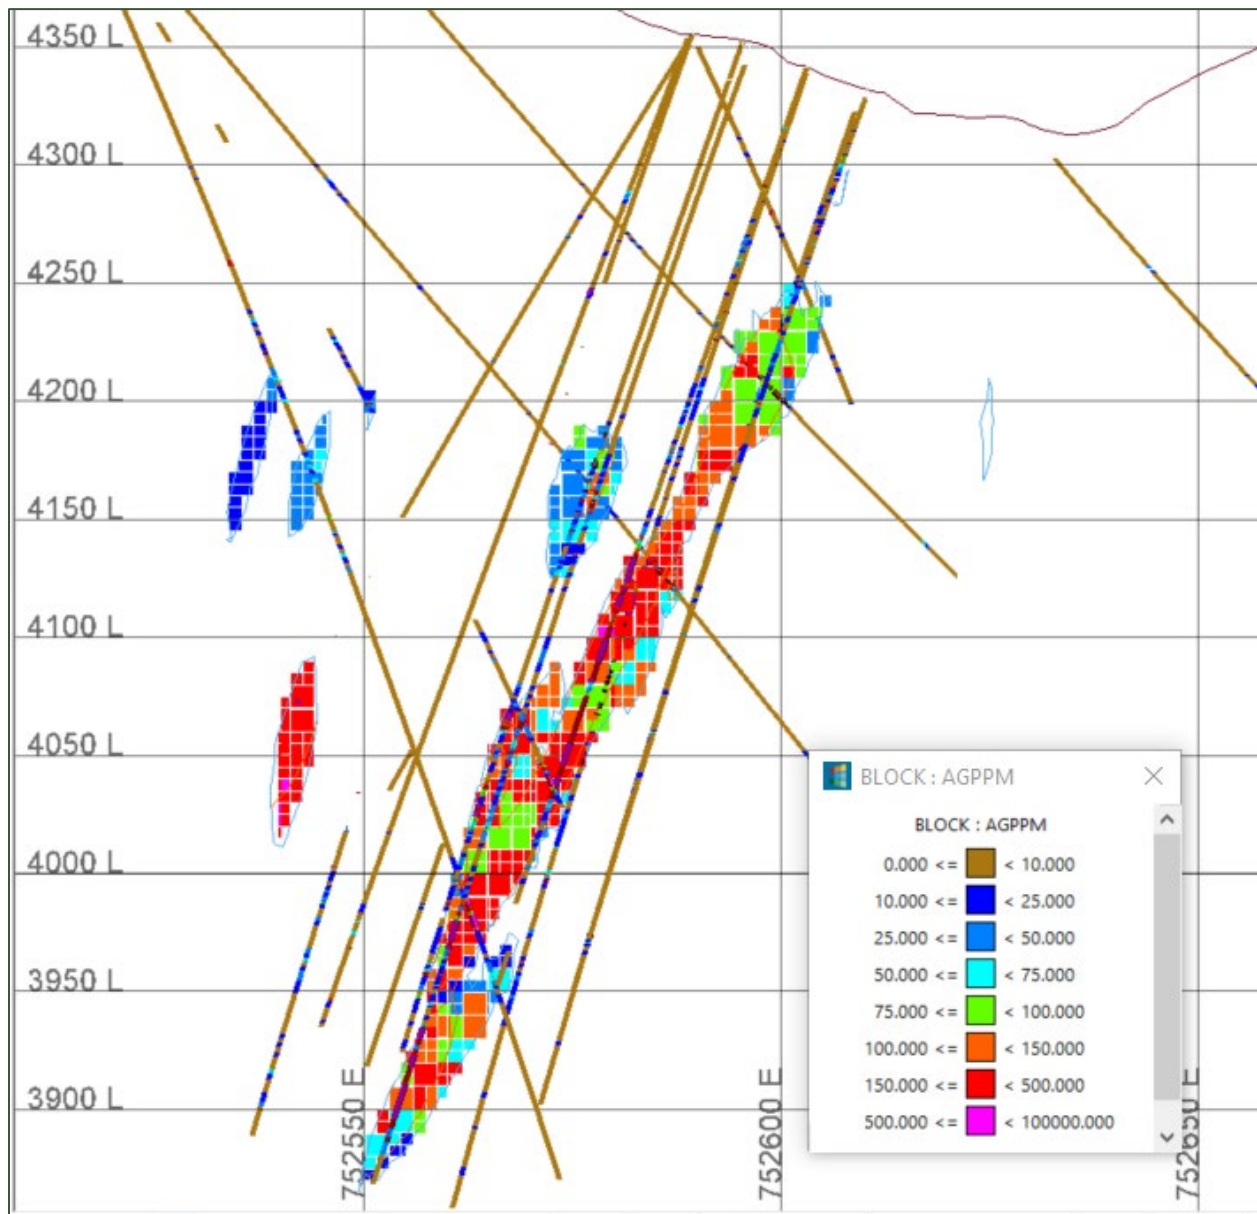 4350 L
4300 L
4250 L
4200 L
4150 L
4100 L
4050 L
4000 L
3950 L
3900 L
752550 E
752600 E
752650 E
BLOCK : AGPPM
BLOCK : AGPPM
0.000 <= < 10.000
10.000 <= < 25.000
25.000 <= < 50.000
50.000 <= < 75.000
75.000 <= < 100.000
100.000 <= < 150.000
150.000 <= < 500.000
500.000 <= < 100000.000